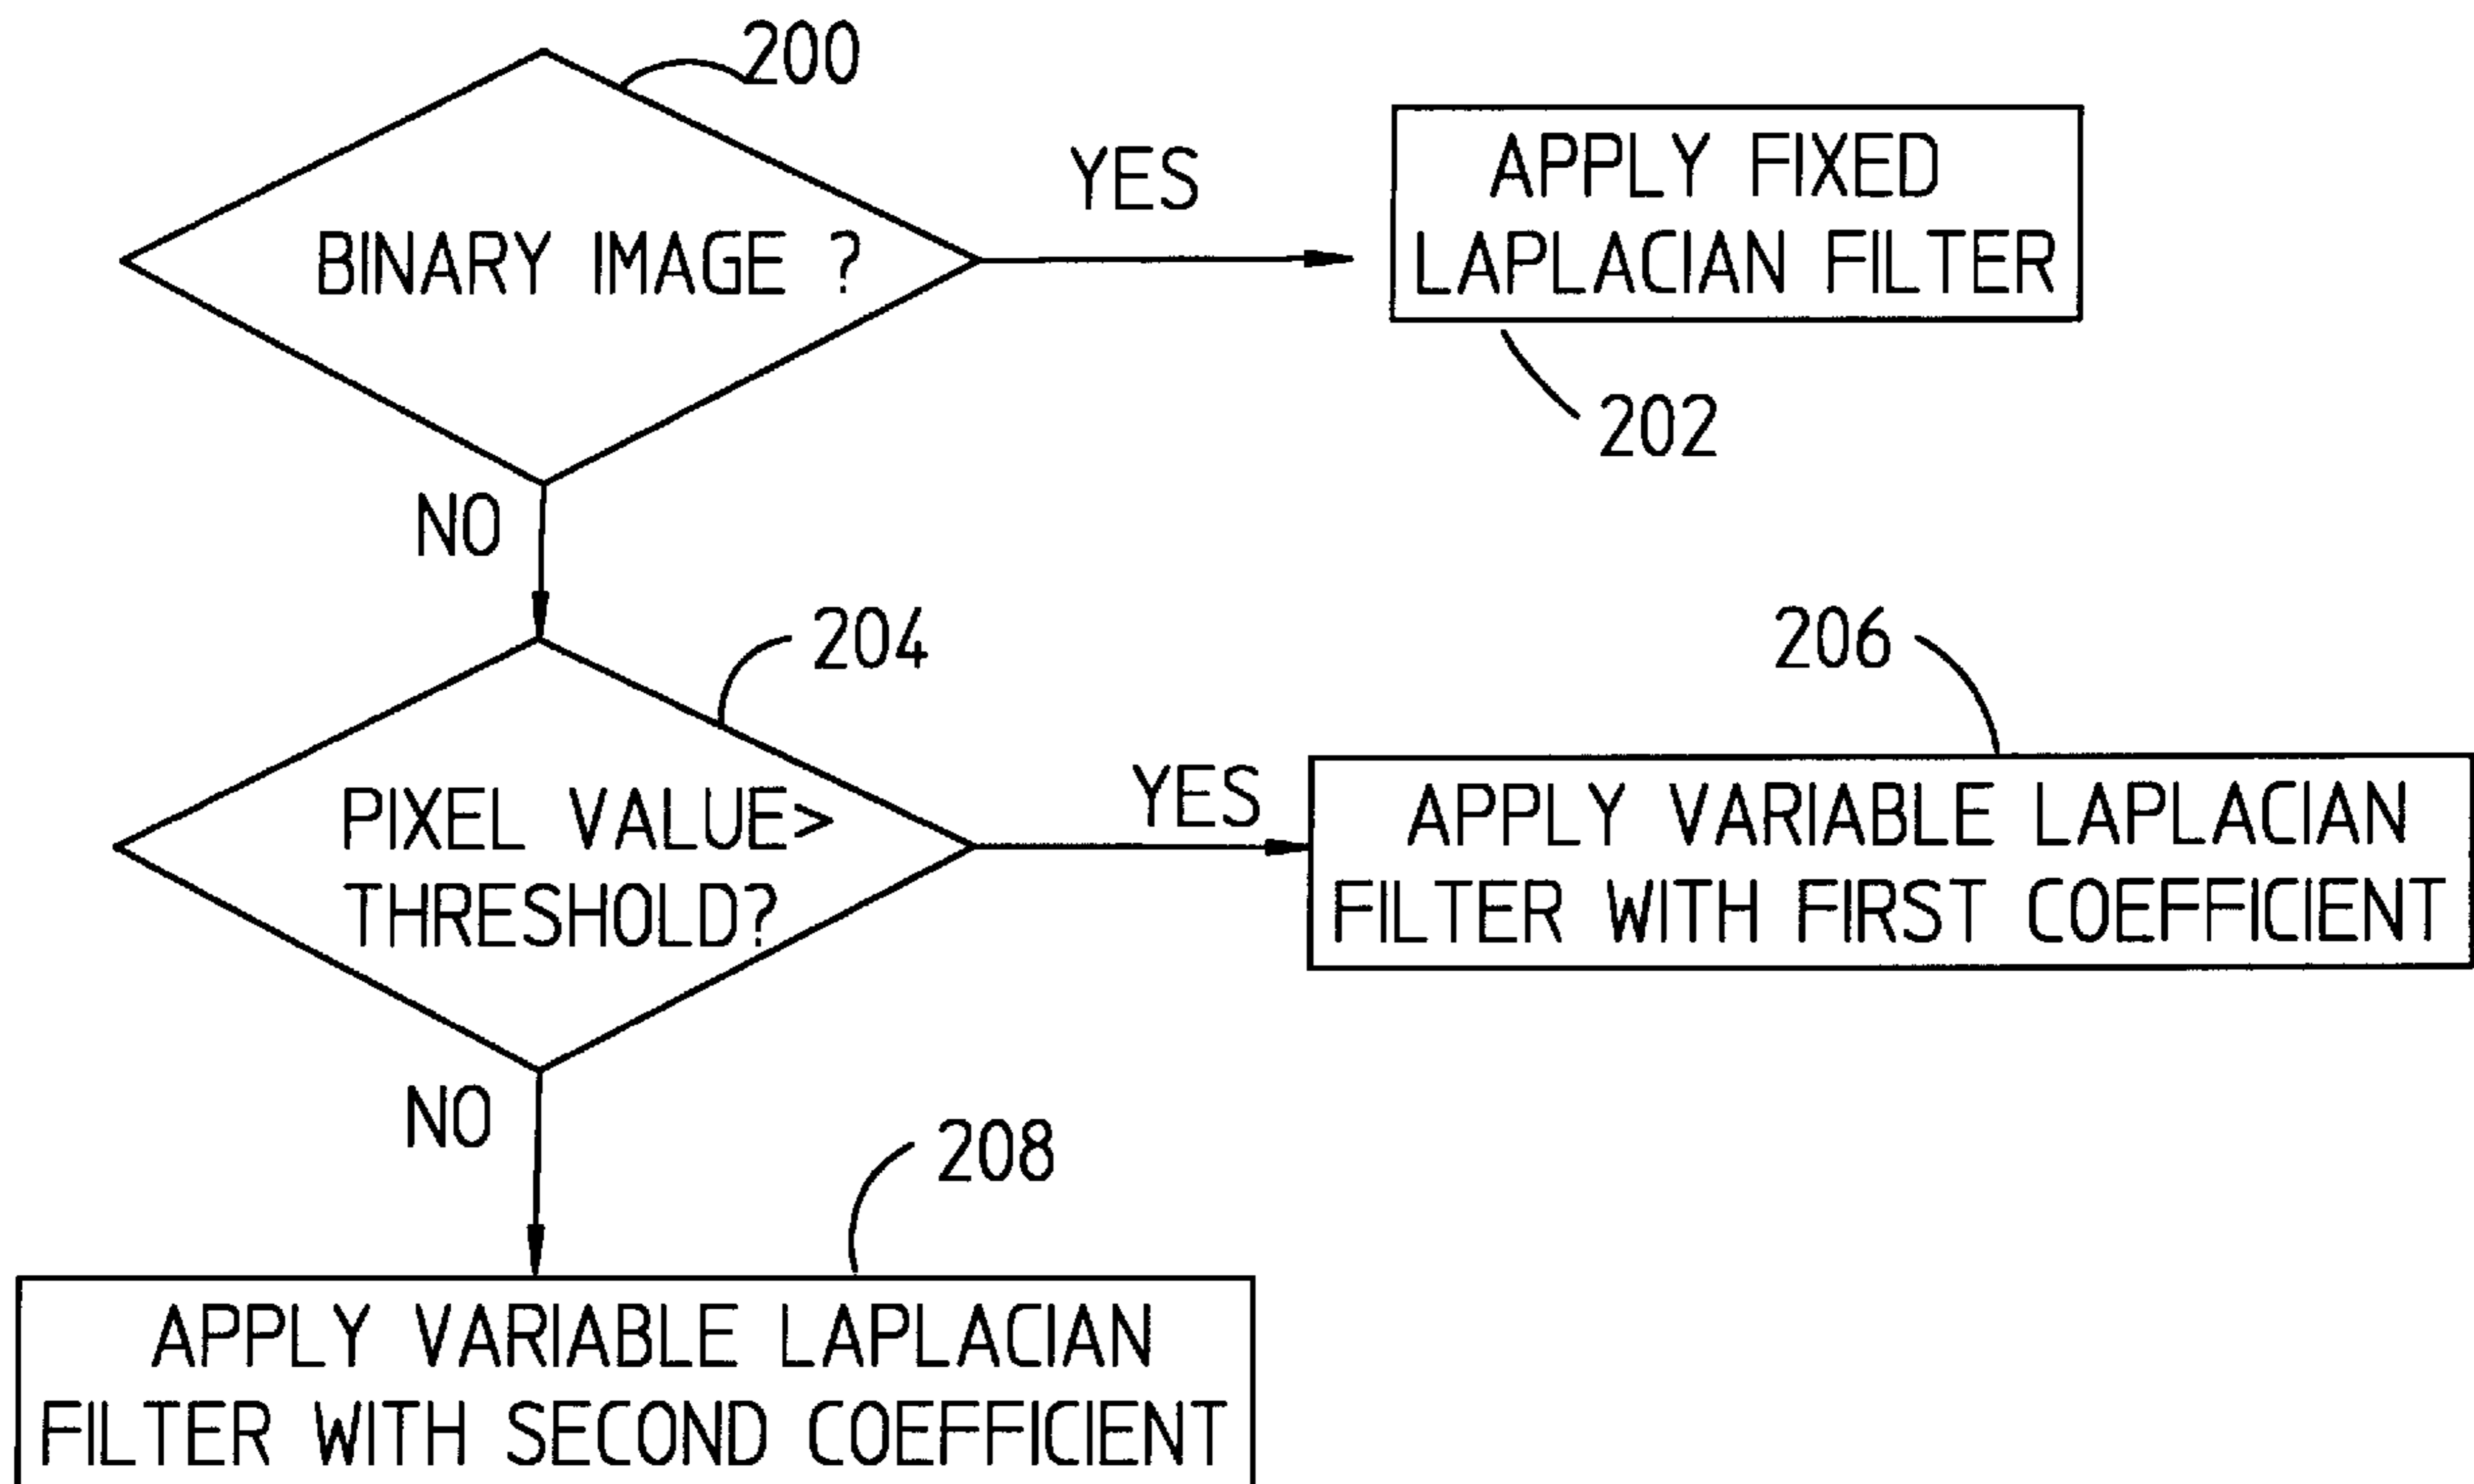 200
BINARY IMAGE ?
YES
APPLY FIXED
LAPLACIAN FILTER
202
NO
204
PIXEL VALUE>
THRESHOLD?
YES
206
APPLY VARIABLE LAPLACIAN
FILTER WITH FIRST COEFFICIENT
NO
208
APPLY VARIABLE LAPLACIAN
FILTER WITH SECOND COEFFICIENT